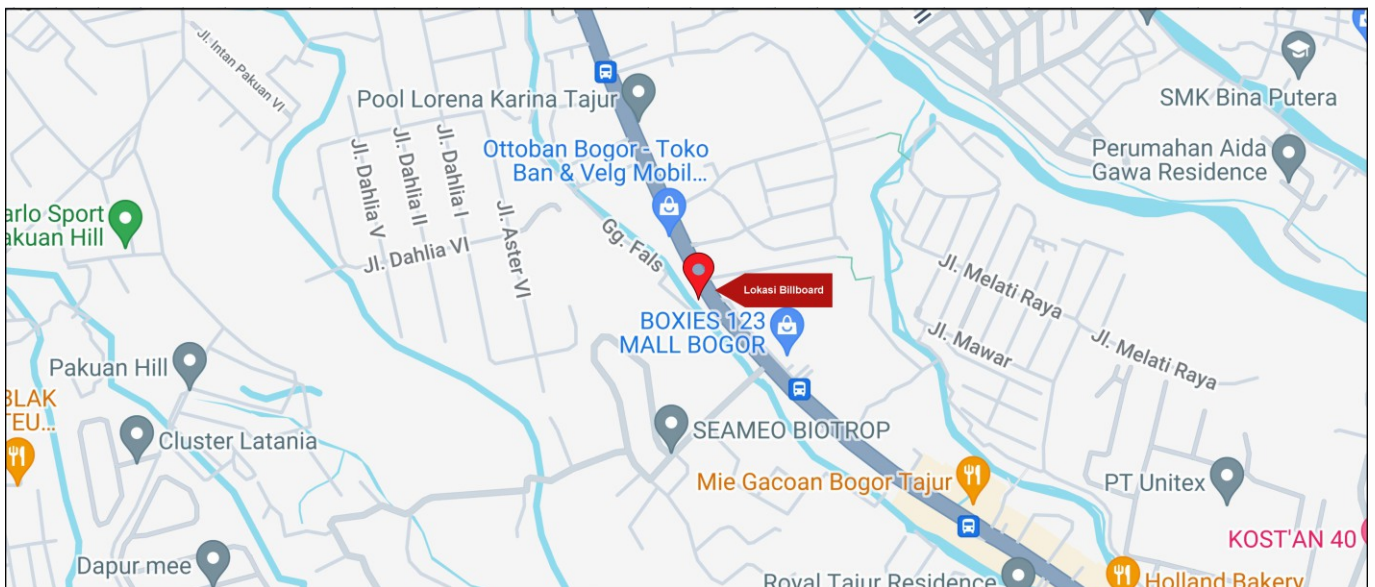 Jl. Intan Pakuan VI
Pool Lorena Karina Tajur
SMK Bina Putera
Jl. Dahlia V
Jl. Dahlia II
Jl. Dahlia I
Ottoban Bogor - Toko
Ban & Velg Mobil...
Perumahan Aida
Gawa Residence
arlo Sport
akuan Hill
Jl. Dahlia VI
Jl. Aster VI
Gg. Fals
Lokasi Billboard
Jl. Melati Raya
BOXIES 123
MALL BOGOR
Jl. Mawar
Jl. Melati Raya
Pakuan Hill
BLAK
TEU...
Cluster Latania
SEAMEO BIOTROP
Mie Gacoan Bogor Tajur
PT Unitex
KOST'AN 40
Dapur mee
Royal Tajur Residence
Holland Bakery